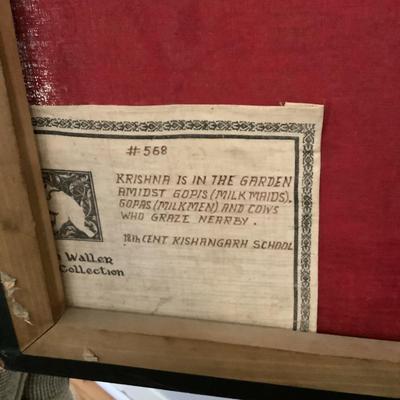 #568
KRISHNA IS IN THE GARDEN
AMIDST GOPIS (MILKMAIDS).
GOPAS (MILKMEN) AND COWS
WHO GRAZE NEARBY.
18th CENT KISHANGARH SCHOOL
Waller
Collection